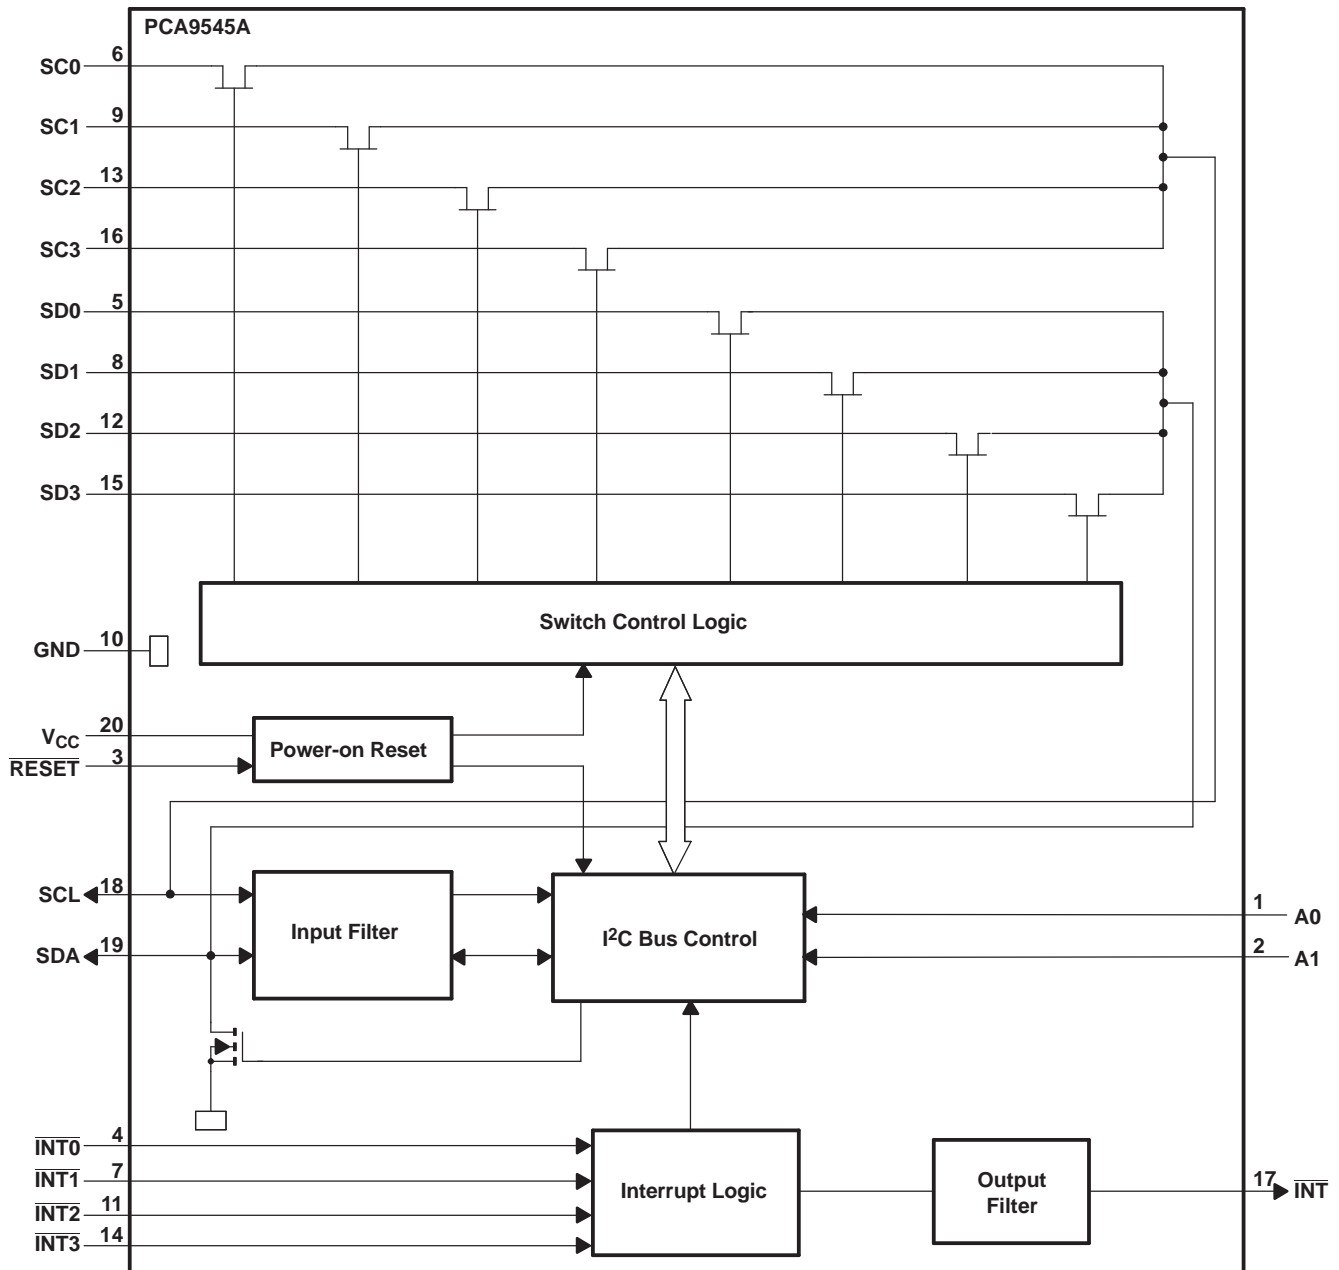 PCA9545A
SC0 6
SC1 9
SC2 13
SC3 16
SD0 5
SD1 8
SD2 12
SD3 15
Switch Control Logic
GND 10
VCC 20
RESET 3
Power-on Reset
SCL 18
SDA 19
Input Filter
I2C Bus Control
1 A0
2 A1
INT0 4
INT1 7
INT2 11
INT3 14
Interrupt Logic
Output
Filter
17 INT